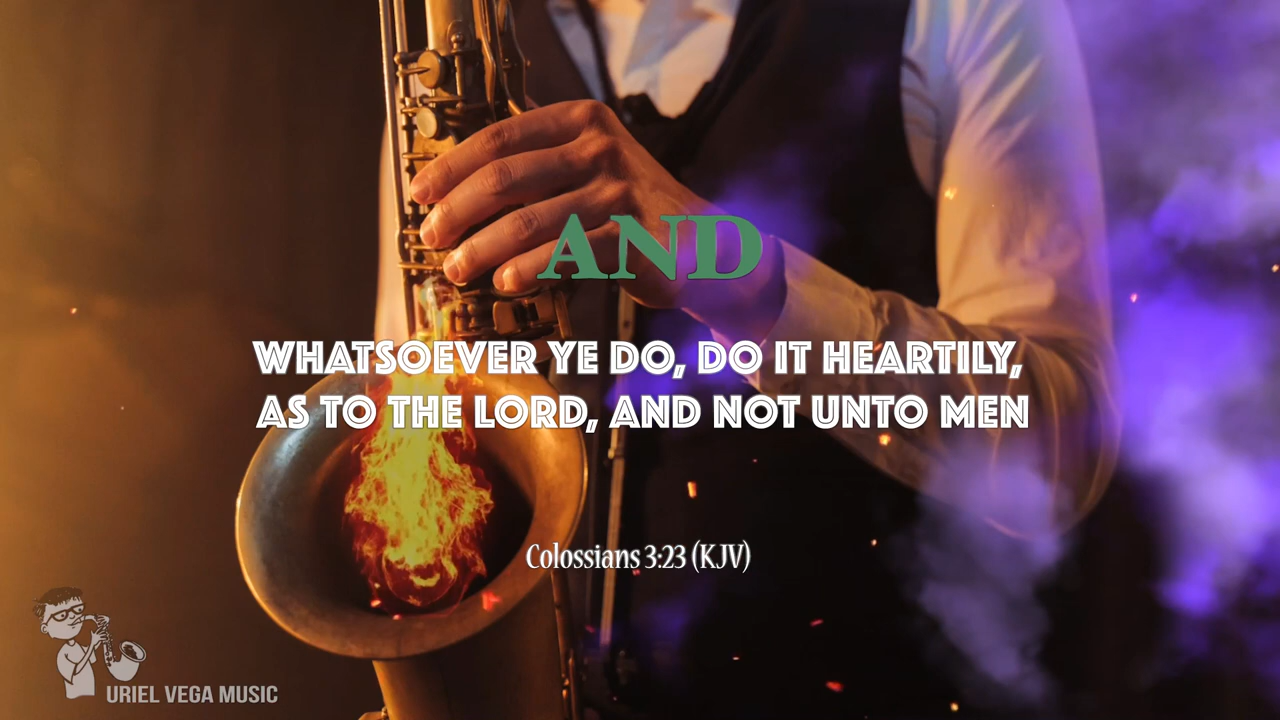 AND
WHATSOEVER YE DO, DO IT HEARTILY,
AS TO THE LORD, AND NOT UNTO MEN
Colossians 3:23 (KJV)
URIEL VEGA MUSIC